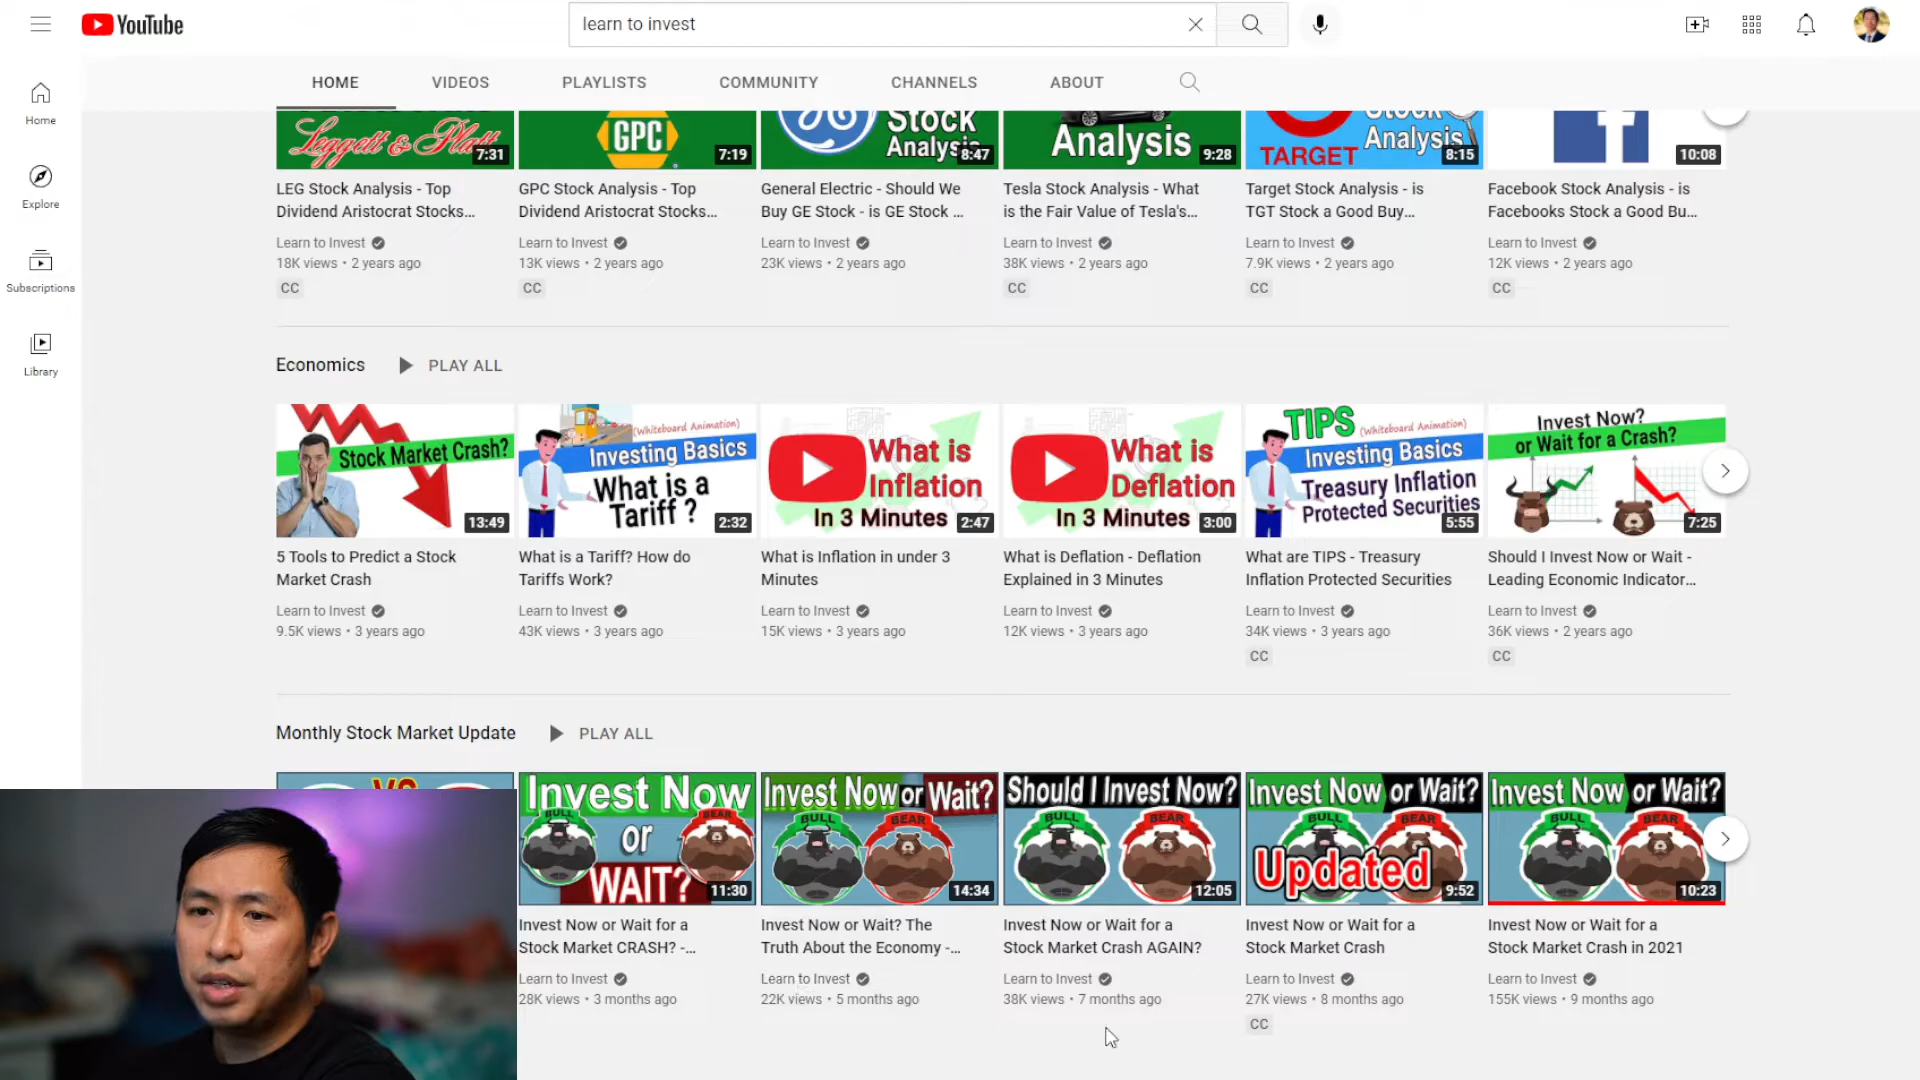 YouTube
learn to invest
HOME VIDEOS PLAYLISTS COMMUNITY CHANNELS ABOUT
Home
Explore
Subscriptions
Library
Leggett & Platt 7:31
GPC 7:19
Stock Analysis 8:47
Analysis 9:28
TARGET Stock Analysis 8:15
10:08
LEG Stock Analysis - Top
Dividend Aristocrat Stocks...
Learn to Invest
18K views • 2 years ago
CC
GPC Stock Analysis - Top
Dividend Aristocrat Stocks...
Learn to Invest
13K views • 2 years ago
CC
General Electric - Should We
Buy GE Stock - is GE Stock ...
Learn to Invest
23K views • 2 years ago
Tesla Stock Analysis - What
is the Fair Value of Tesla's...
Learn to Invest
38K views • 2 years ago
CC
Target Stock Analysis - is
TGT Stock a Good Buy...
Learn to Invest
7.9K views • 2 years ago
CC
Facebook Stock Analysis - is
Facebooks Stock a Good Bu...
Learn to Invest
12K views • 2 years ago
CC
Economics PLAY ALL
Stock Market Crash?
13:49
5 Tools to Predict a Stock
Market Crash
Learn to Invest
9.5K views • 3 years ago
(Whiteboard Animation)
Investing Basics
What is a
Tariff ?
2:32
What is a Tariff? How do
Tariffs Work?
Learn to Invest
43K views • 3 years ago
What is
Inflation
In 3 Minutes
2:47
What is Inflation in under 3
Minutes
Learn to Invest
15K views • 3 years ago
What is
Deflation
In 3 Minutes
3:00
What is Deflation - Deflation
Explained in 3 Minutes
Learn to Invest
12K views • 3 years ago
TIPS (Whiteboard Animation)
Investing Basics
Treasury Inflation
Protected Securities
5:55
What are TIPS - Treasury
Inflation Protected Securities
Learn to Invest
34K views • 3 years ago
CC
Invest Now?
or Wait for a Crash?
7:25
Should I Invest Now or Wait -
Leading Economic Indicator...
Learn to Invest
36K views • 2 years ago
CC
Monthly Stock Market Update PLAY ALL
VS
Invest Now
or
WAIT?
BULL BEAR
11:30
Invest Now or Wait for a
Stock Market CRASH? -...
Learn to Invest
28K views • 3 months ago
Invest Now or Wait?
BULL BEAR
14:34
Invest Now or Wait? The
Truth About the Economy -...
Learn to Invest
22K views • 5 months ago
Should I Invest Now?
BULL BEAR
12:05
Invest Now or Wait for a
Stock Market Crash AGAIN?
Learn to Invest
38K views • 7 months ago
Invest Now or Wait?
BULL BEAR
Updated
9:52
Invest Now or Wait for a
Stock Market Crash
Learn to Invest
27K views • 8 months ago
CC
Invest Now or Wait?
BULL BEAR
10:23
Invest Now or Wait for a
Stock Market Crash in 2021
Learn to Invest
155K views • 9 months ago